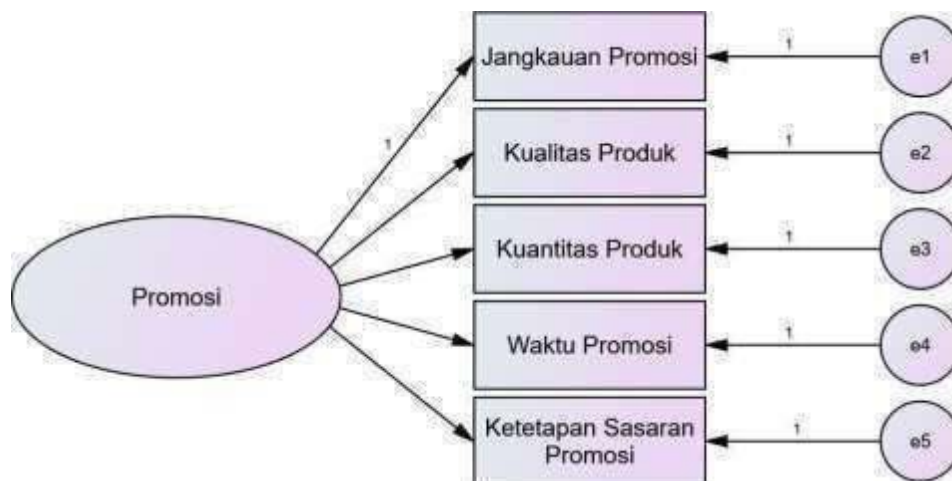 Jangkauan Promosi
1
e1
1
Kualitas Produk
1
e2
Kuantitas Produk
1
e3
Promosi
Waktu Promosi
1
e4
Ketetapan Sasaran
Promosi
1
e5